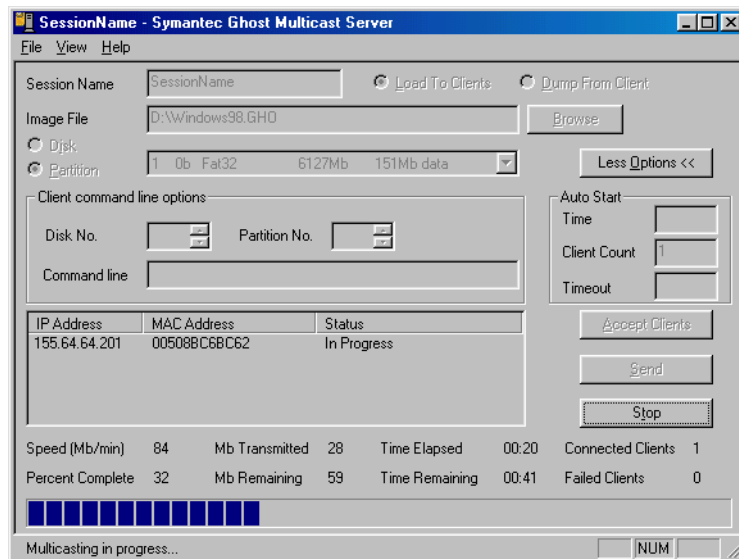 SessionName - Symantec Ghost Multicast Server
File View Help
Session Name SessionName Load To Clients Dump From Client
Image File D:\Windows98.GHO Browse
Disk
Partition 1 0b Fat32 6127Mb 151Mb data Less Options <<
Client command line options Auto Start
Time
Disk No. Partition No.
Client Count 1
Command line
Timeout
IP Address MAC Address Status Accept Clients
155.64.64.201 00508BC6BC62 In Progress
Send
Stop
Speed (Mb/min) 84 Mb Transmitted 28 Time Elapsed 00:20 Connected Clients 1
Percent Complete 32 Mb Remaining 59 Time Remaining 00:41 Failed Clients 0
Multicasting in progress... NUM